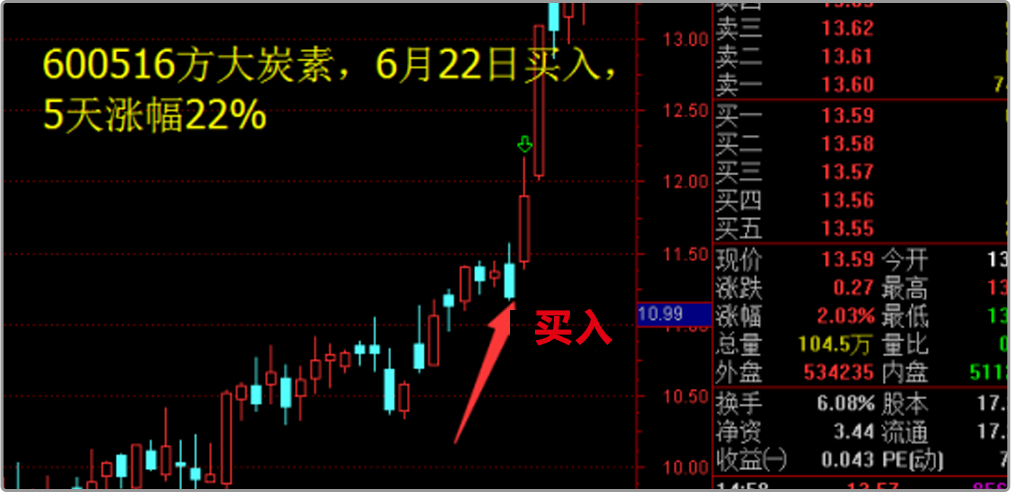 600516方大炭素，6月22日买入，
5天涨幅22%
买入
13.00
12.50
12.00
11.50
10.99
10.50
10.00
卖三 13.62
卖二 13.61
卖一 13.60
买一 13.59
买二 13.58
买三 13.57
买四 13.56
买五 13.55
现价 13.59 今开 13
涨跌 0.27 最高 13
涨幅 2.03% 最低 13
总量 104.5万 量比
外盘 534235 内盘 511
换手 6.08% 股本 17.
净资 3.44 流通 17.
收益(一) 0.043 PE(动)
14:58 13.57